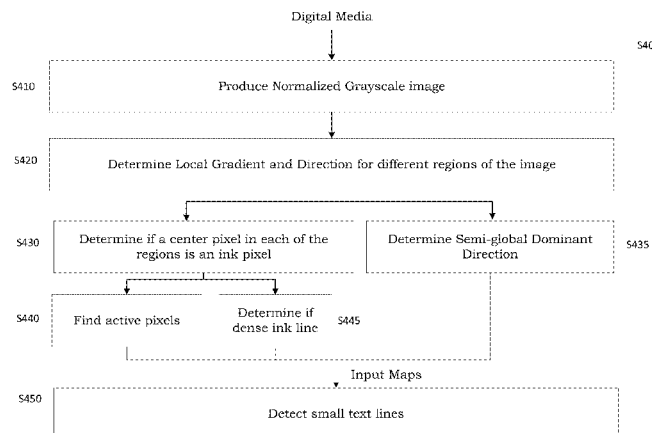 Digital Media
S410
Produce Normalized Grayscale image
S420
Determine Local Gradient and Direction for different regions of the image
S430
Determine if a center pixel in each of the
regions is an ink pixel
Determine Semi-global Dominant
Direction
S435
S440
Find active pixels
Determine if
dense ink line
S445
Input Maps
S450
Detect small text lines